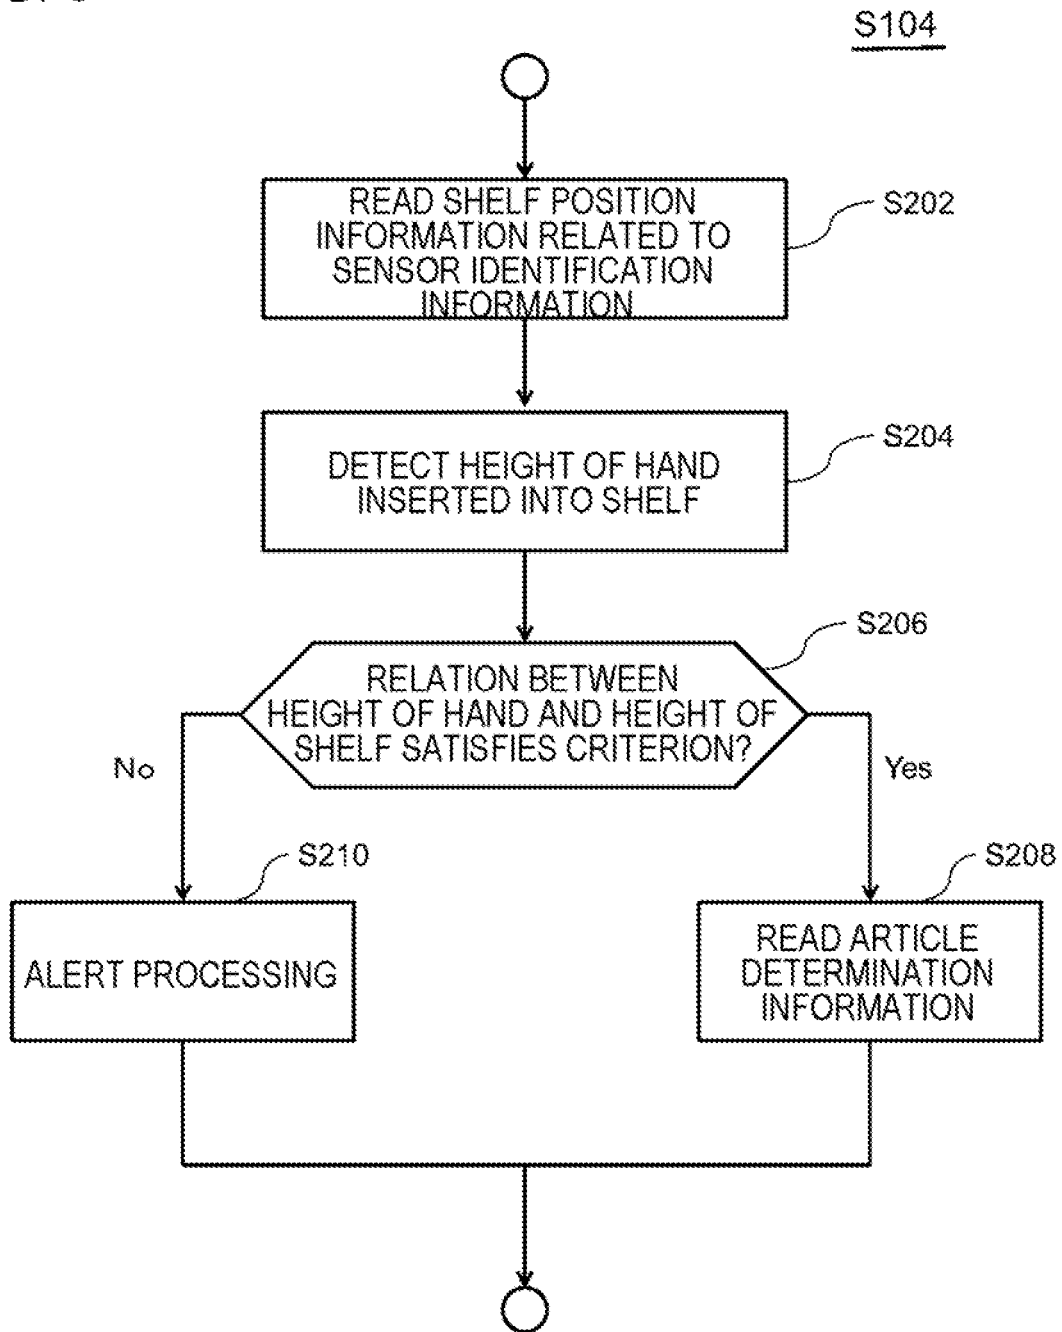 S104
READ SHELF POSITION
INFORMATION RELATED TO
SENSOR IDENTIFICATION
INFORMATION
S202
DETECT HEIGHT OF HAND
INSERTED INTO SHELF
S204
S206
RELATION BETWEEN
HEIGHT OF HAND AND HEIGHT OF
SHELF SATISFIES CRITERION?
No
Yes
S210
S208
ALERT PROCESSING
READ ARTICLE
DETERMINATION
INFORMATION